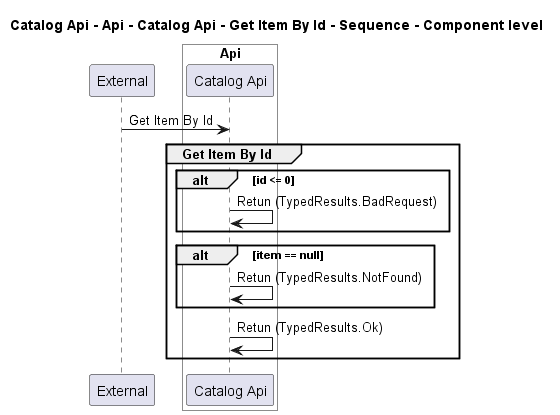 Catalog Api - Api - Catalog Api - Get Item By Id - Sequence - Component level
Api
External
Catalog Api
Get Item By Id
Get Item By Id
alt
[id <= 0]
Retun (TypedResults.BadRequest)
alt
[item == null]
Retun (TypedResults.NotFound)
Retun (TypedResults.Ok)
External
Catalog Api